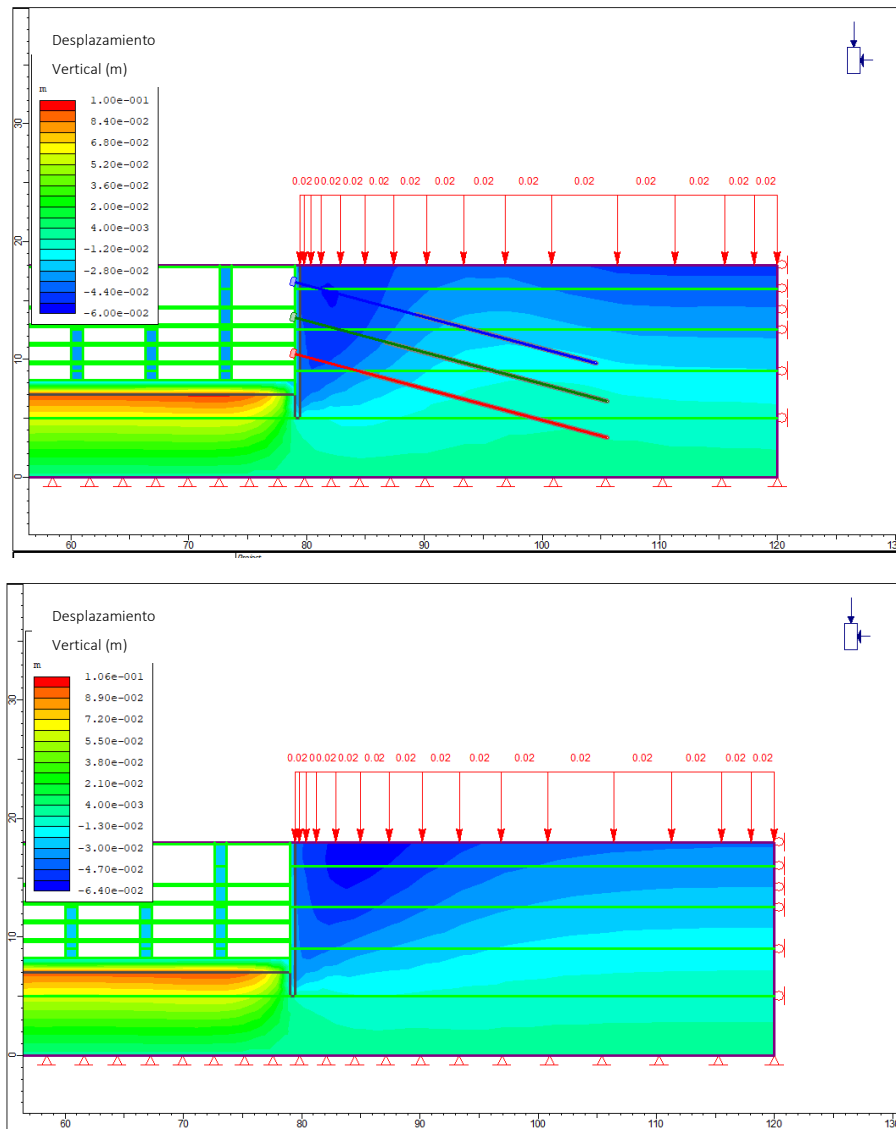 Desplazamiento
Vertical (m)
m
1.00e-001
8.40e-002
6.80e-002
5.20e-002
3.60e-002
2.00e-002
4.00e-003
-1.20e-002
-2.80e-002
-4.40e-002
-6.00e-002
30
20
10
0
0.02 0 0.02 0.02 0.02 0.02 0.02 0.02 0.02 0.02 0.02 0.02 0.02 0.02
60 70 80 90 100 110 120 130
Project
Desplazamiento
Vertical (m)
m
1.06e-001
8.90e-002
7.20e-002
5.50e-002
3.80e-002
2.10e-002
4.00e-003
-1.30e-002
-3.00e-002
-4.70e-002
-6.40e-002
30
20
10
0
0.02 0 0.02 0.02 0.02 0.02 0.02 0.02 0.02 0.02 0.02 0.02 0.02
60 70 80 90 100 110 120 130